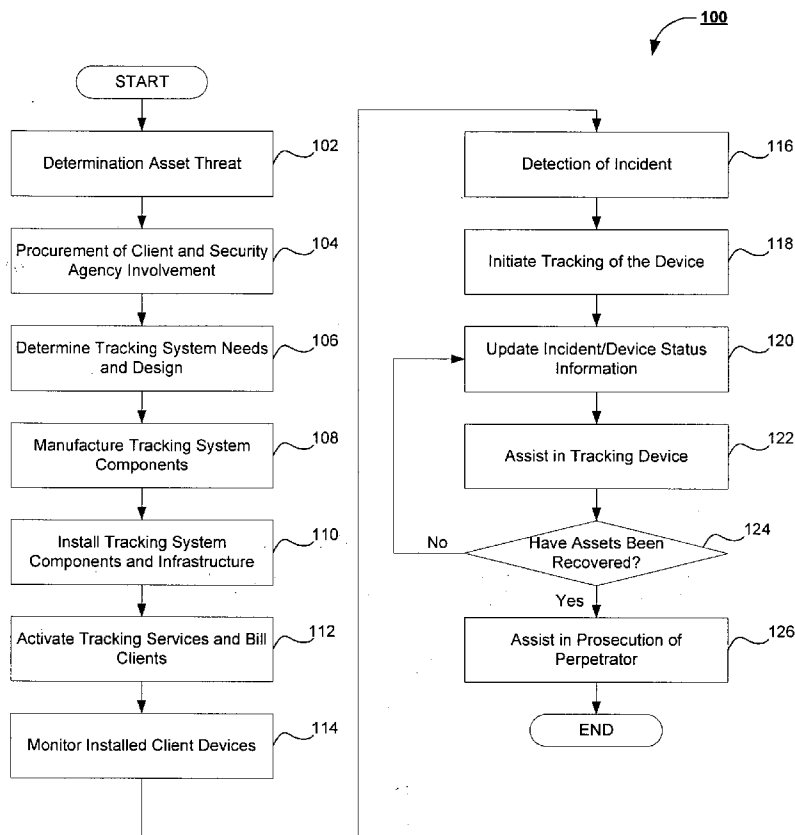 100
START
Determination Asset Threat
102
Procurement of Client and Security
Agency Involvement
104
Determine Tracking System Needs
and Design
106
Manufacture Tracking System
Components
108
Install Tracking System
Components and Infrastructure
110
Activate Tracking Services and Bill
Clients
112
Monitor Installed Client Devices
114
Detection of Incident
116
Initiate Tracking of the Device
118
Update Incident/Device Status
Information
120
Assist in Tracking Device
122
Have Assets Been
Recovered?
124
No
Yes
Assist in Prosecution of
Perpetrator
126
END